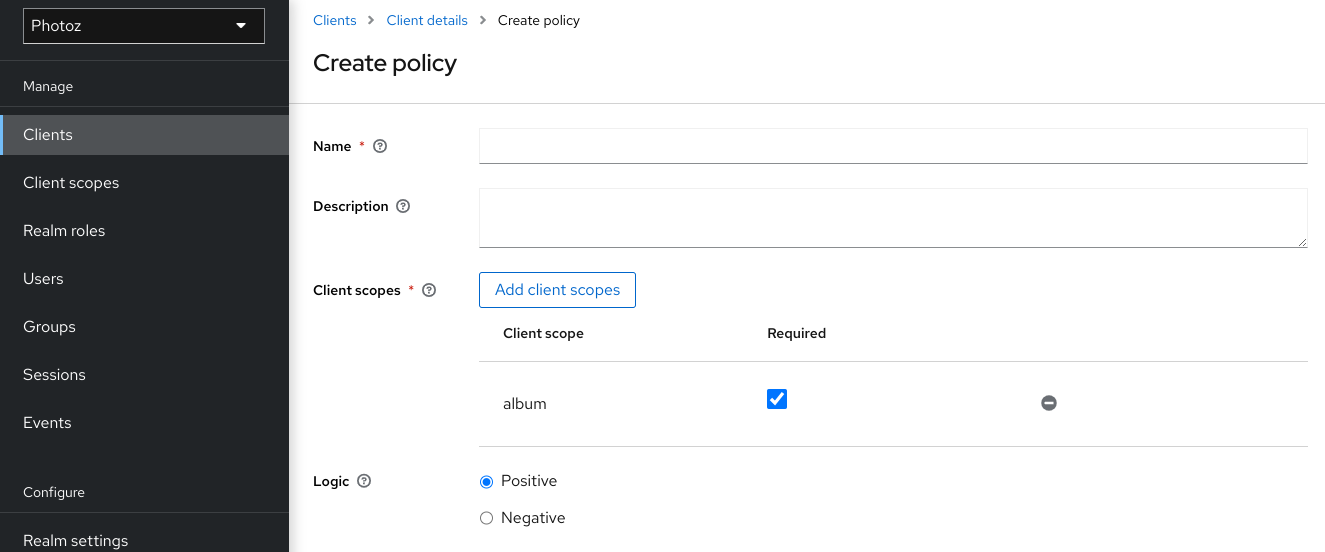 Photoz
Manage
Clients
Client scopes
Realm roles
Users
Groups
Sessions
Events
Configure
Realm settings
Clients > Client details > Create policy
Create policy
Name *
Description
Client scopes * Add client scopes
Client scope Required
album
Logic Positive
Negative